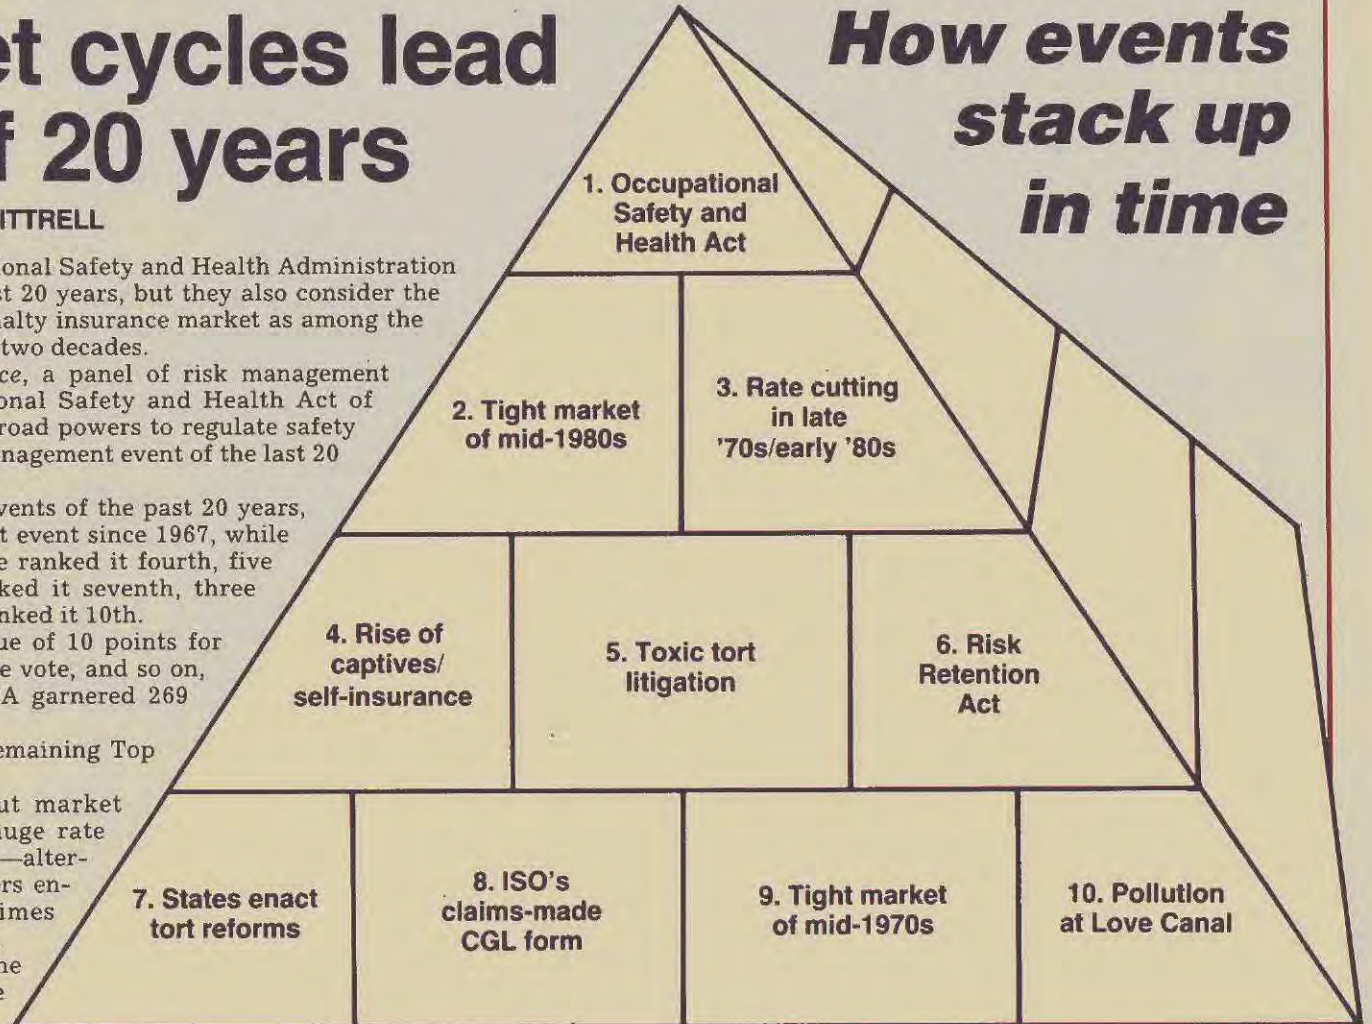 et cycles lead
f 20 years
ITTRELL
onal Safety and Health Administration
st 20 years, but they also consider the
alty insurance market as among the
two decades.
ce, a panel of risk management
onal Safety and Health Act of
road powers to regulate safety
nagement event of the last 20
vents of the past 20 years,
t event since 1967, while
e ranked it fourth, five
ked it seventh, three
nked it 10th.
ue of 10 points for
e vote, and so on,
A garnered 269
emaining Top
ut market
uge rate
—alter-
rs en-
imes
ne
e
How events
stack up
in time
1. Occupational
Safety and
Health Act
2. Tight market
of mid-1980s
3. Rate cutting
in late
'70s/early '80s
4. Rise of
captives/
self-insurance
5. Toxic tort
litigation
6. Risk
Retention
Act
7. States enact
tort reforms
8. ISO's
claims-made
CGL form
9. Tight market
of mid-1970s
10. Pollution
at Love Canal